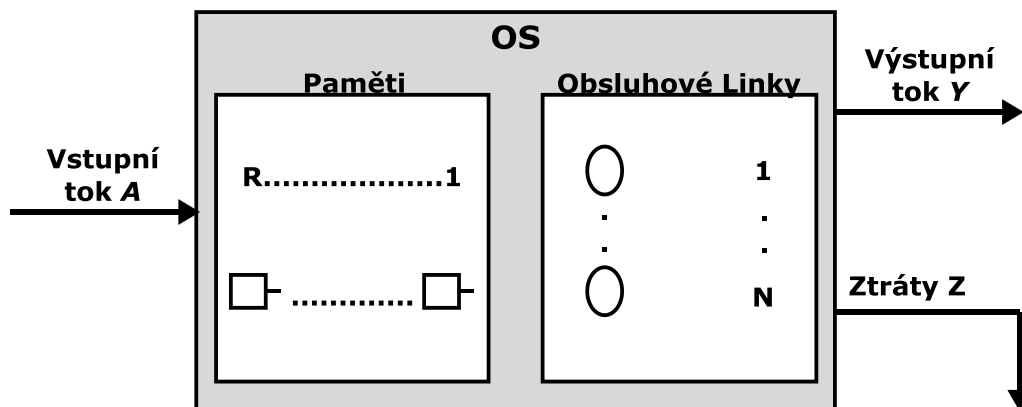 OS
Paměti
Obsluhové Linky
Výstupní
tok Y
Vstupní
tok A
R...................1
1
.
.
.
.
.............
N
Ztráty Z